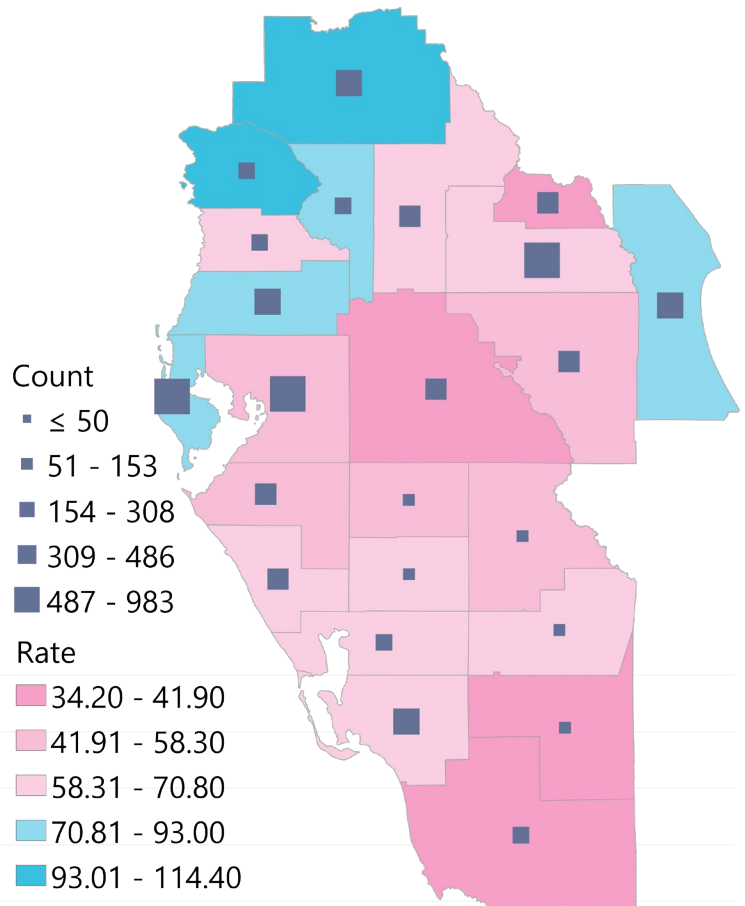 Count
≤ 50
51 - 153
154 - 308
309 - 486
487 - 983
Rate
34.20 - 41.90
41.91 - 58.30
58.31 - 70.80
70.81 - 93.00
93.01 - 114.40